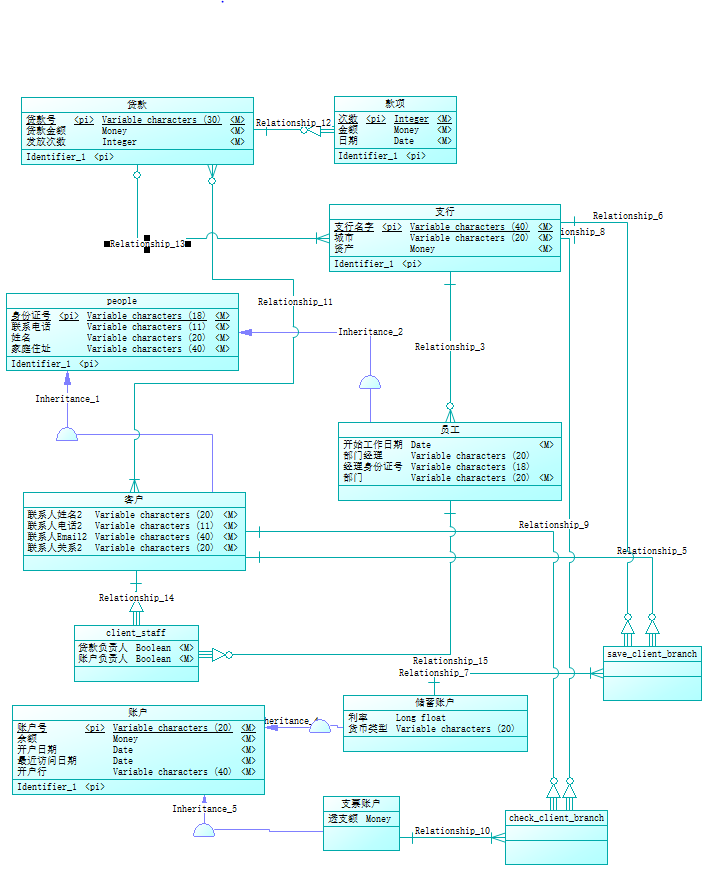 贷款
贷款号 <pi> Variable characters (30) <M>
贷款金额 Money <M>
发放次数 Integer <M>
Identifier_1 <pi>
Relationship_12
款项
次数 <pi> Integer <M>
金额 Money <M>
日期 Date <M>
Identifier_1 <pi>
Relationship_13
支行
支行名字 <pi> Variable characters (40) <M>
城市 Variable characters (20) <M>
资产 Money <M>
Identifier_1 <pi>
Relationship_6
ionship_8
people
身份证号 <pi> Variable characters (18) <M>
联系电话 Variable characters (11) <M>
姓名 Variable characters (20) <M>
家庭住址 Variable characters (40) <M>
Identifier_1 <pi>
Relationship_11
Inheritance_2
Relationship_3
Inheritance_1
员工
开始工作日期 Date <M>
部门经理 Variable characters (20)
经理身份证号 Variable characters (18)
部门 Variable characters (20) <M>
客户
联系人姓名2 Variable characters (20) <M>
联系人电话2 Variable characters (11) <M>
联系人Email2 Variable characters (40) <M>
联系人关系2 Variable characters (20) <M>
Relationship_9
Relationship_5
Relationship_14
client_staff
贷款负责人 Boolean <M>
账户负责人 Boolean <M>
Relationship_15
Relationship_7
save_client_branch
储蓄账户
利率 Long float
货币类型 Variable characters (20)
账户
账户号 <pi> Variable characters (20) <M>
余额 Money <M>
开户日期 Date <M>
最近访问日期 Date <M>
开户行 Variable characters (40) <M>
Identifier_1 <pi>
Inheritance_5
支票账户
透支额 Money
Relationship_10
check_client_branch